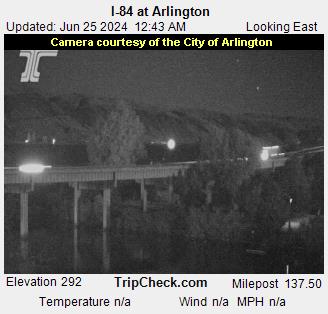 I-84 at Arlington
Updated: Jun 25 2024 12:43 AM Looking East
Camera courtesy of the City of Arlington
Elevation 292 TripCheck.com Milepost 137.50
Temperature n/a Wind n/a MPH n/a